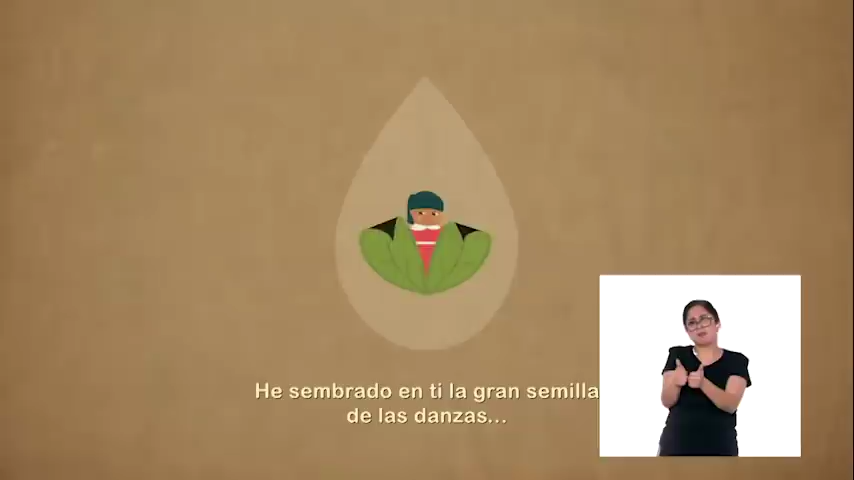 He sembrado en ti la gran semilla
de las danzas...